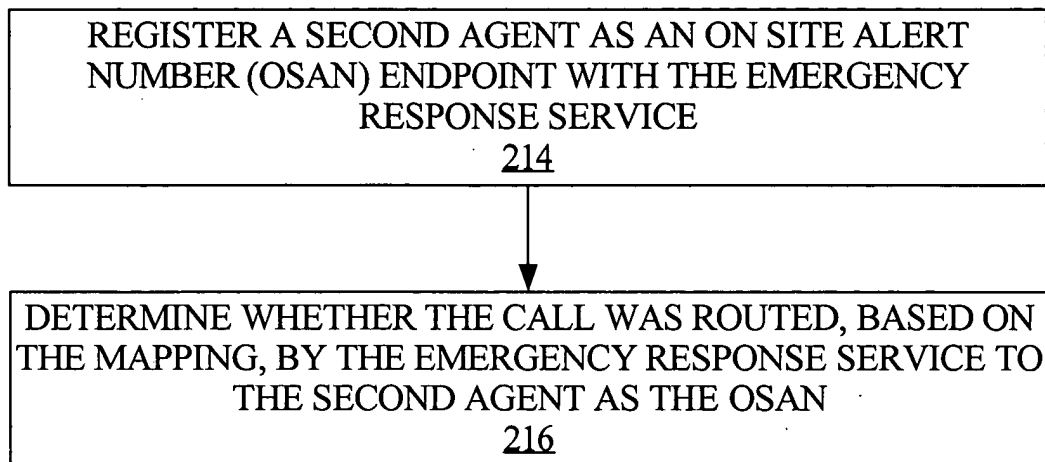 REGISTER A SECOND AGENT AS AN ON SITE ALERT
NUMBER (OSAN) ENDPOINT WITH THE EMERGENCY
RESPONSE SERVICE
214
DETERMINE WHETHER THE CALL WAS ROUTED, BASED ON
THE MAPPING, BY THE EMERGENCY RESPONSE SERVICE TO
THE SECOND AGENT AS THE OSAN
216